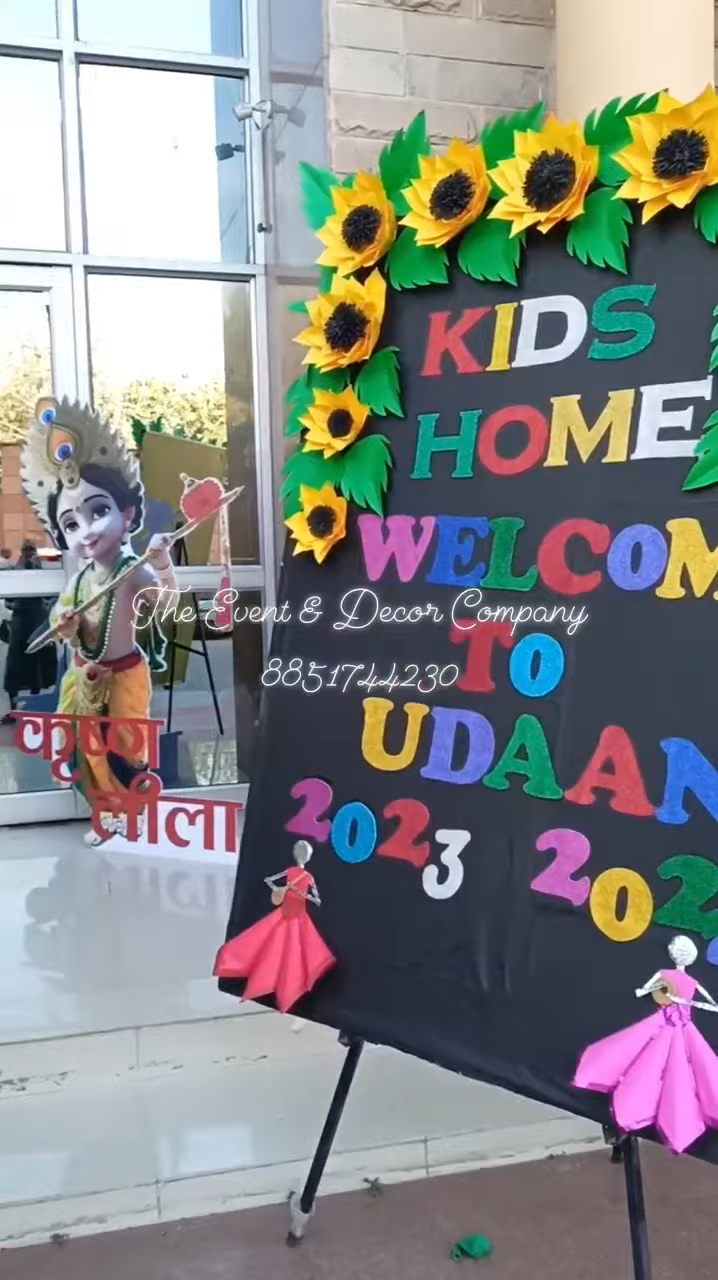 KIDS
HOME
WELCOM
TO
UDAAN
2023 202
कृष्ण
लीला
The Event & Decor Company
8851744230